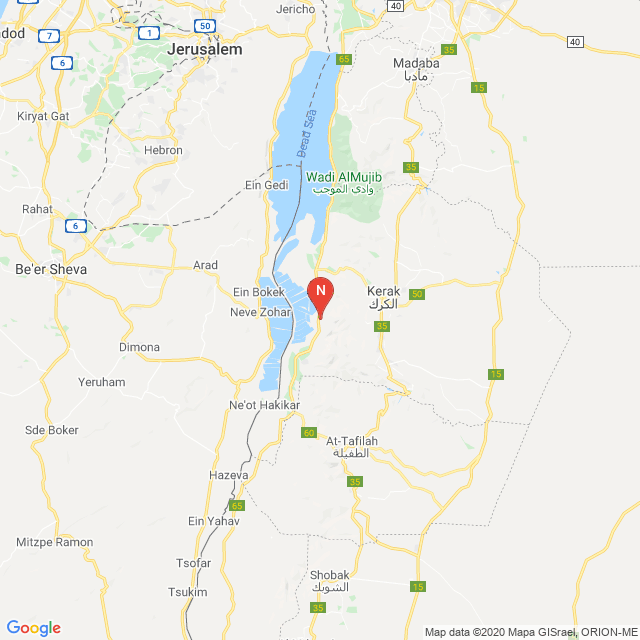 Jericho
40
dod
7
1
50
Jerusalem
65
35
40
6
Madaba
مأدبا
15
Kiryat Gat
Dead Sea
Hebron
35
Ein Gedi
Wadi AlMujib
وادي الموجب
Rahat
6
Be'er Sheva
Arad
Ein Bokek
N
Kerak
الكرك
50
Neve Zohar
35
Dimona
Yeruham
15
Ne'ot Hakikar
Sde Boker
60
At-Tafilah
الطفيلة
Hazeva
35
65
Ein Yahav
Mitzpe Ramon
Tsofar
Shobak
الشوبك
15
Tsukim
35
Google
Map data ©2020 Mapa GISrael, ORION-ME